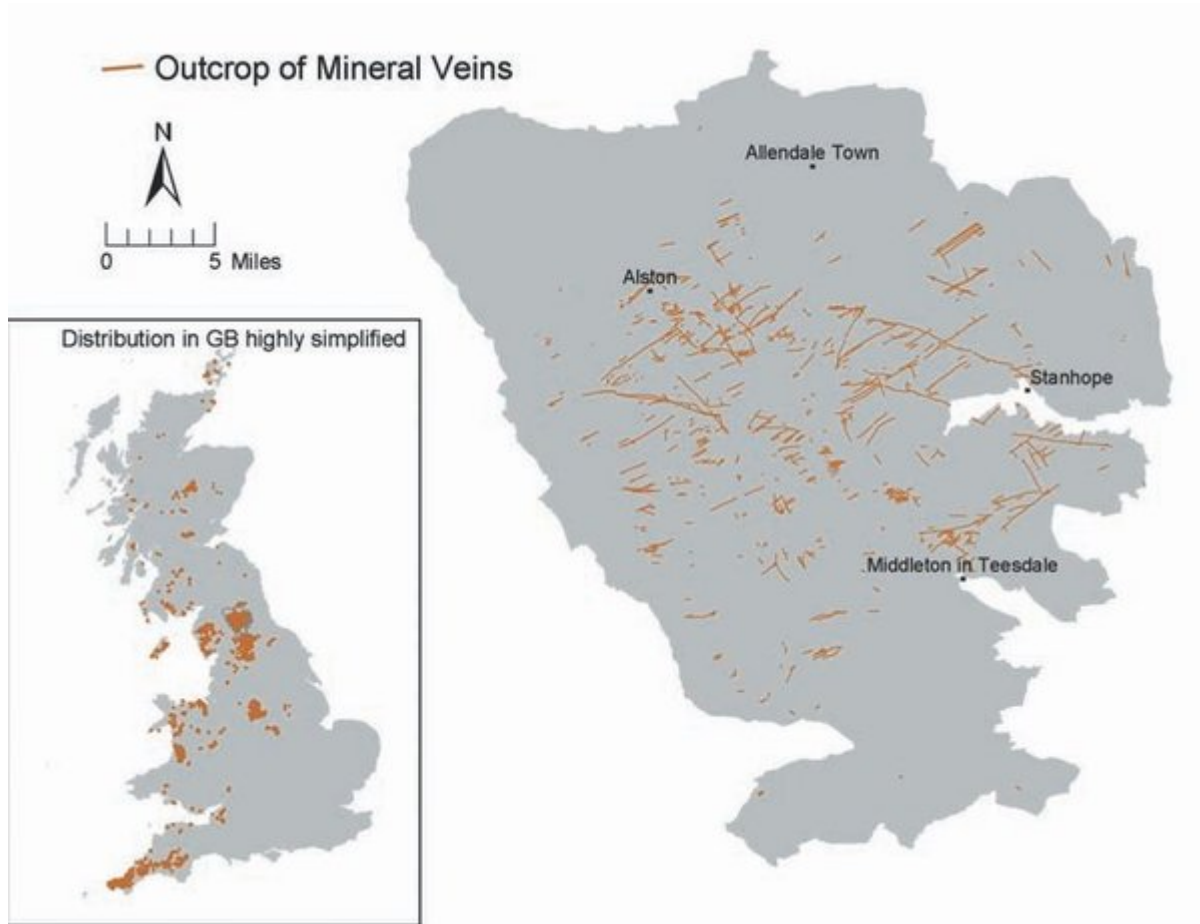 Outcrop of Mineral Veins
N
0 5 Miles
Distribution in GB highly simplified
Allendale Town
Alston
Stanhope
Middleton in Teesdale